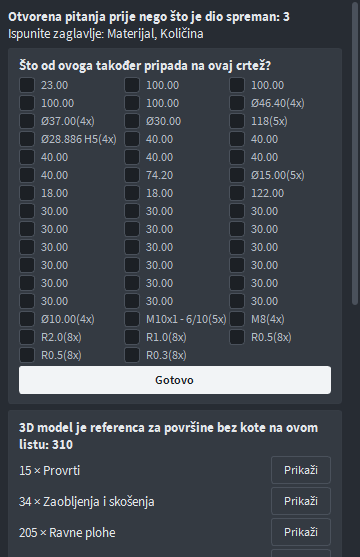 Otvorena pitanja prije nego što je dio spreman: 3
Ispunite zaglavlje: Materijal, Količina
Što od ovoga također pripada na ovaj crtež?
23.00 100.00 100.00
100.00 100.00 Ø46.40(4x)
Ø37.00(4x) Ø30.00 118(5x)
Ø28.886 H5(4x) 40.00 40.00
40.00 40.00 40.00
40.00 74.20 Ø15.00(5x)
18.00 18.00 122.00
30.00 30.00 30.00
30.00 30.00 30.00
30.00 30.00 30.00
30.00 30.00 30.00
30.00 30.00 30.00
30.00 30.00 30.00
Ø10.00(4x) M10x1 - 6/10(5x) M8(4x)
R2.0(8x) R1.0(8x) R0.5(8x)
R0.5(8x) R0.3(8x)
Gotovo
3D model je referenca za površine bez kote na ovom
listu: 310
15 × Provrti Prikaži
34 × Zaobljenja i skošenja Prikaži
205 × Ravne plohe Prikaži